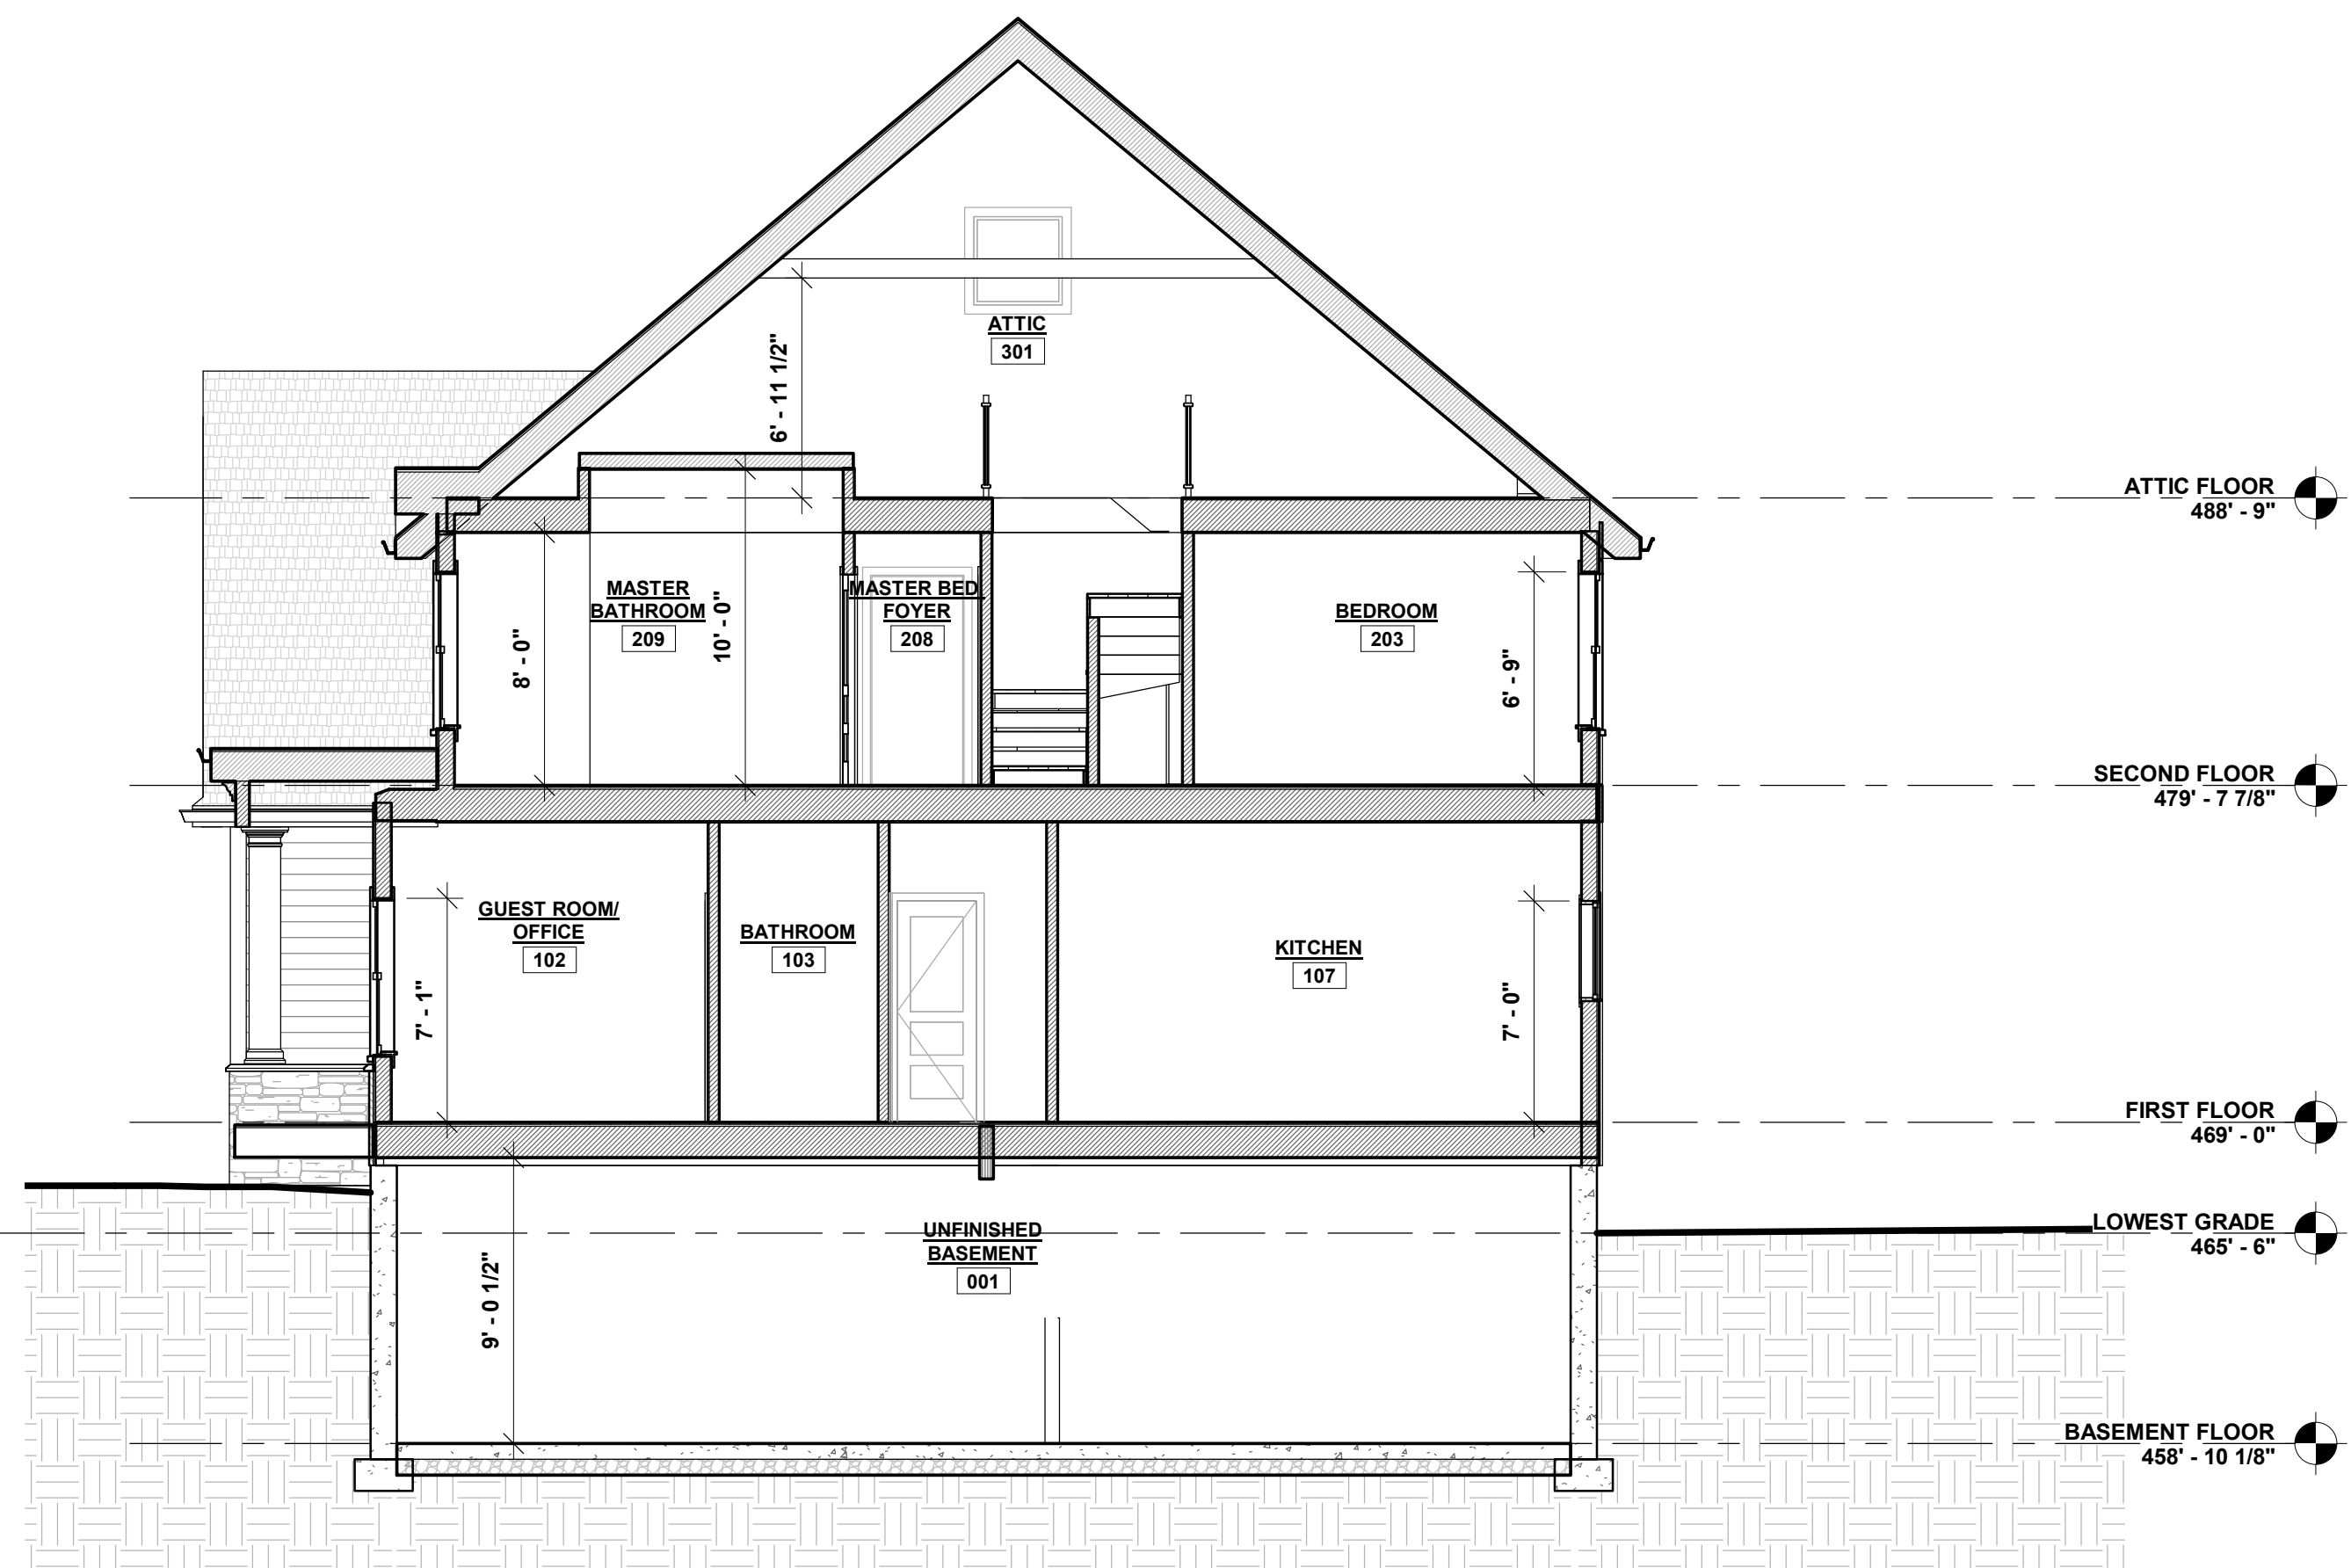 ATTIC
301
6' - 11 1/2"
ATTIC FLOOR
488' - 9"
MASTER
BATHROOM
209
8' - 0"
10' - 0"
MASTER BED
FOYER
208
BEDROOM
203
6' - 9"
SECOND FLOOR
479' - 7 7/8"
GUEST ROOM/
OFFICE
102
7' - 1"
BATHROOM
103
KITCHEN
107
7' - 0"
FIRST FLOOR
469' - 0"
UNFINISHED
BASEMENT
001
9' - 0 1/2"
LOWEST GRADE
465' - 6"
BASEMENT FLOOR
458' - 10 1/8"